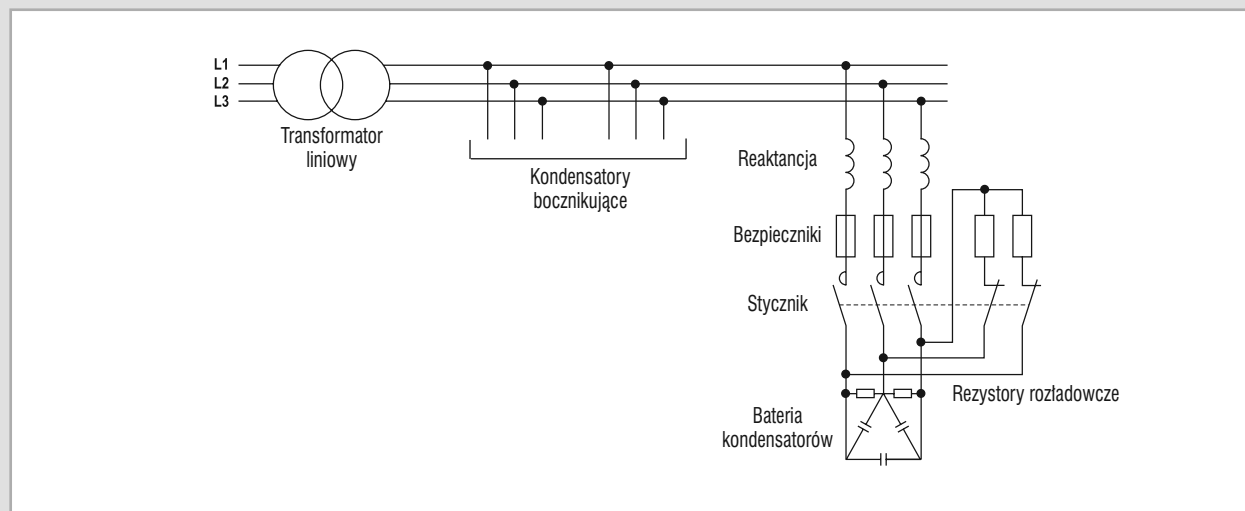 L1
L2
L3
Transformator
liniowy
Kondensatory
bocznikujące
Reaktancja
Bezpieczniki
Stycznik
Rezystory rozładowcze
Bateria
kondensatorów